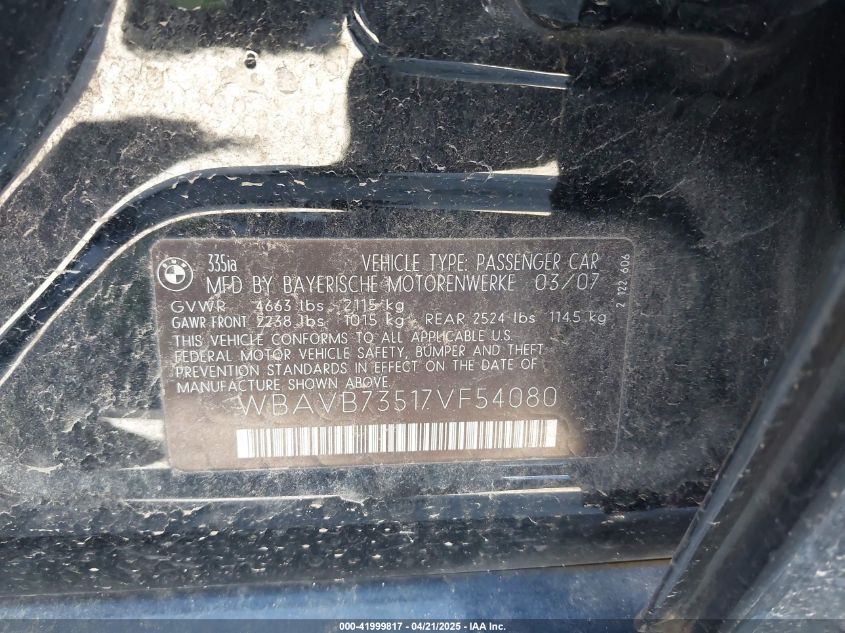 BMW
335ia VEHICLE TYPE: PASSENGER CAR
MFD BY BAYERISCHE MOTORENWERKE 03/07
GVWR 4663 lbs 2115 kg
GAWR FRONT 2238 lbs 1015 kg REAR 2524 lbs 1145 kg
THIS VEHICLE CONFORMS TO ALL APPLICABLE U.S.
FEDERAL MOTOR VEHICLE SAFETY, BUMPER AND THEFT
PREVENTION STANDARDS IN EFFECT ON THE DATE OF
MANUFACTURE SHOWN ABOVE.
WBAVB73517VF54080
2 122 606
000-41999817 - 04/21/2025 - IAA Inc.